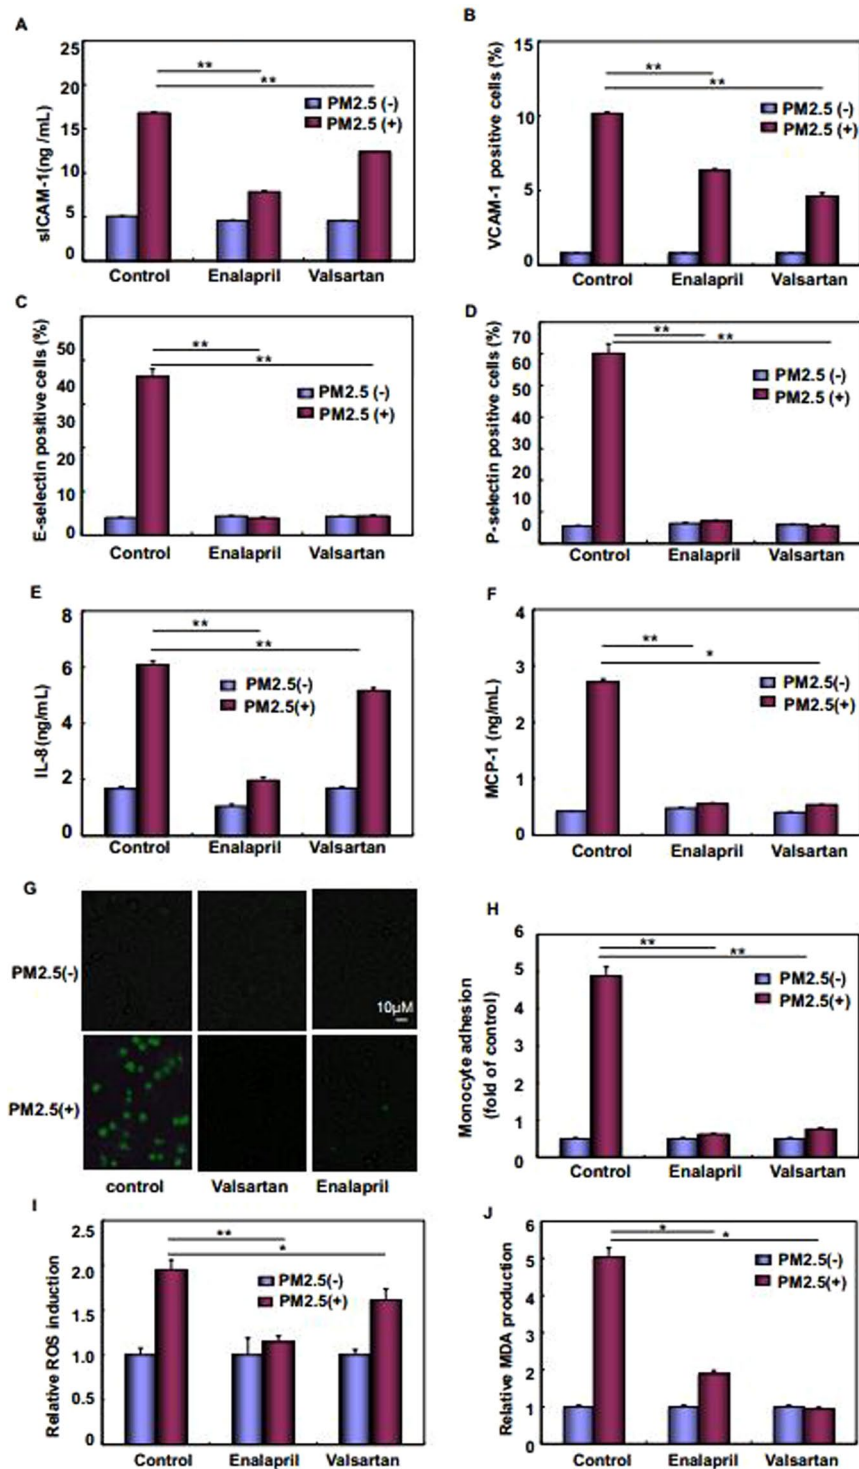 A
sICAM-1(ng /mL)
25
20
15
10
5
0
**
**
PM2.5 (-)
PM2.5 (+)
Control Enalapril Valsartan
B
VCAM-1 positive cells (%)
15
10
5
0
**
**
PM2.5 (-)
PM2.5 (+)
Control Enalapril Valsartan
C
E-selectin positive cells (%)
50
40
30
20
10
0
**
**
PM2.5 (-)
PM2.5 (+)
Control Enalapril Valsartan
D
P-selectin positive cells (%)
70
60
50
40
30
20
10
0
**
**
PM2.5 (-)
PM2.5 (+)
Control Enalapril Valsartan
E
IL-8 (ng/mL)
8
6
4
2
0
**
**
PM2.5(-)
PM2.5(+)
Control Enalapril Valsartan
F
MCP-1 (ng/mL)
4
3
2
1
0
**
*
PM2.5(-)
PM2.5(+)
Control Enalapril Valsartan
G
PM2.5(-)
10µM
PM2.5(+)
control Valsartan Enalapril
H
Monocyte adhesion
(fold of control)
6
5
4
3
2
1
0
**
**
PM2.5(-)
PM2.5(+)
Control Enalapril Valsartan
I
Relative ROS induction
2.5
2.0
1.5
1.0
0.5
0
**
*
PM2.5(-)
PM2.5(+)
Control Enalapril Valsartan
J
Relative MDA production
6
5
4
3
2
1
0
*
*
PM2.5(-)
PM2.5(+)
Control Enalapril Valsartan